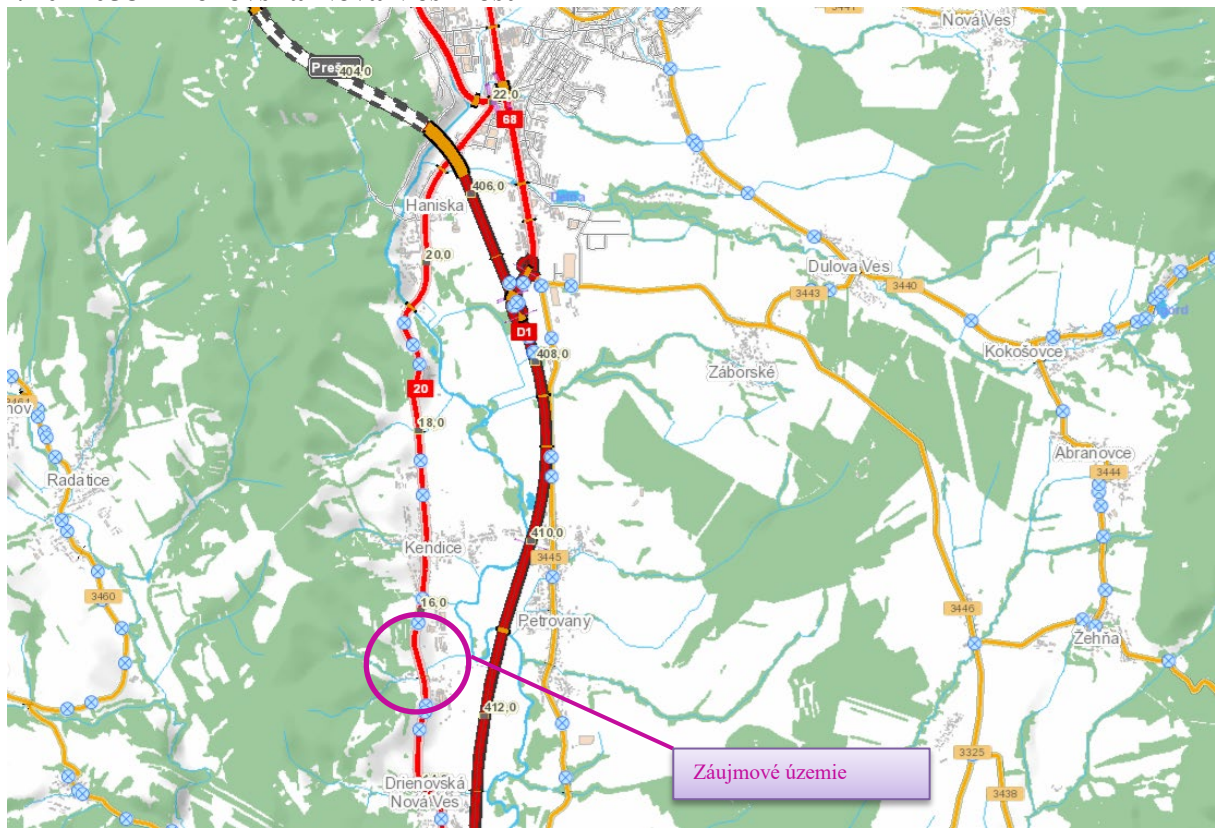 3441
Nová Ves
Prešov
404,0
22,0
68
406,0
Haniska
20,0
Dulova Ves
3440
3443
D1
408,0
Kokošovce
Záborské
20
18,0
Abranovce
3444
Radatice
410,0
Kendice
3445
3460
16,0
3446
Petrovany
Žehňa
412,0
3325
Záujmové územie
Drienovská
Nová Ves
3438